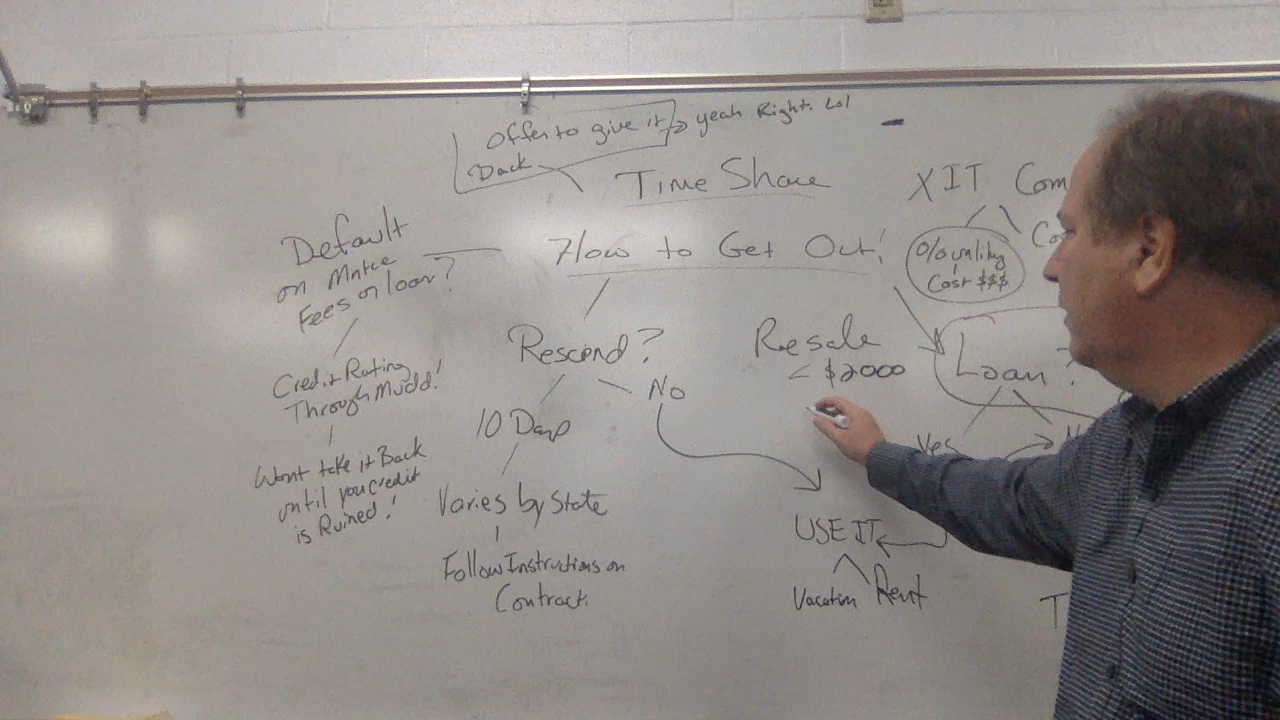 Offer to give it → yeah Right. Lol
Back
Time Share
XIT Com
How to Get Out!
Default
on Mntce
Fees or loan?
Credit Rating
Through Mudd!
Wont take it Back
until you credit
is Ruined!
Rescend?
10 Days
No
Varies by State
Follow Instructions on
Contract.
Resale
< $2000
Cost $$$
Co
Loan?
Yes
N
USE IT
Vacation Rent
T